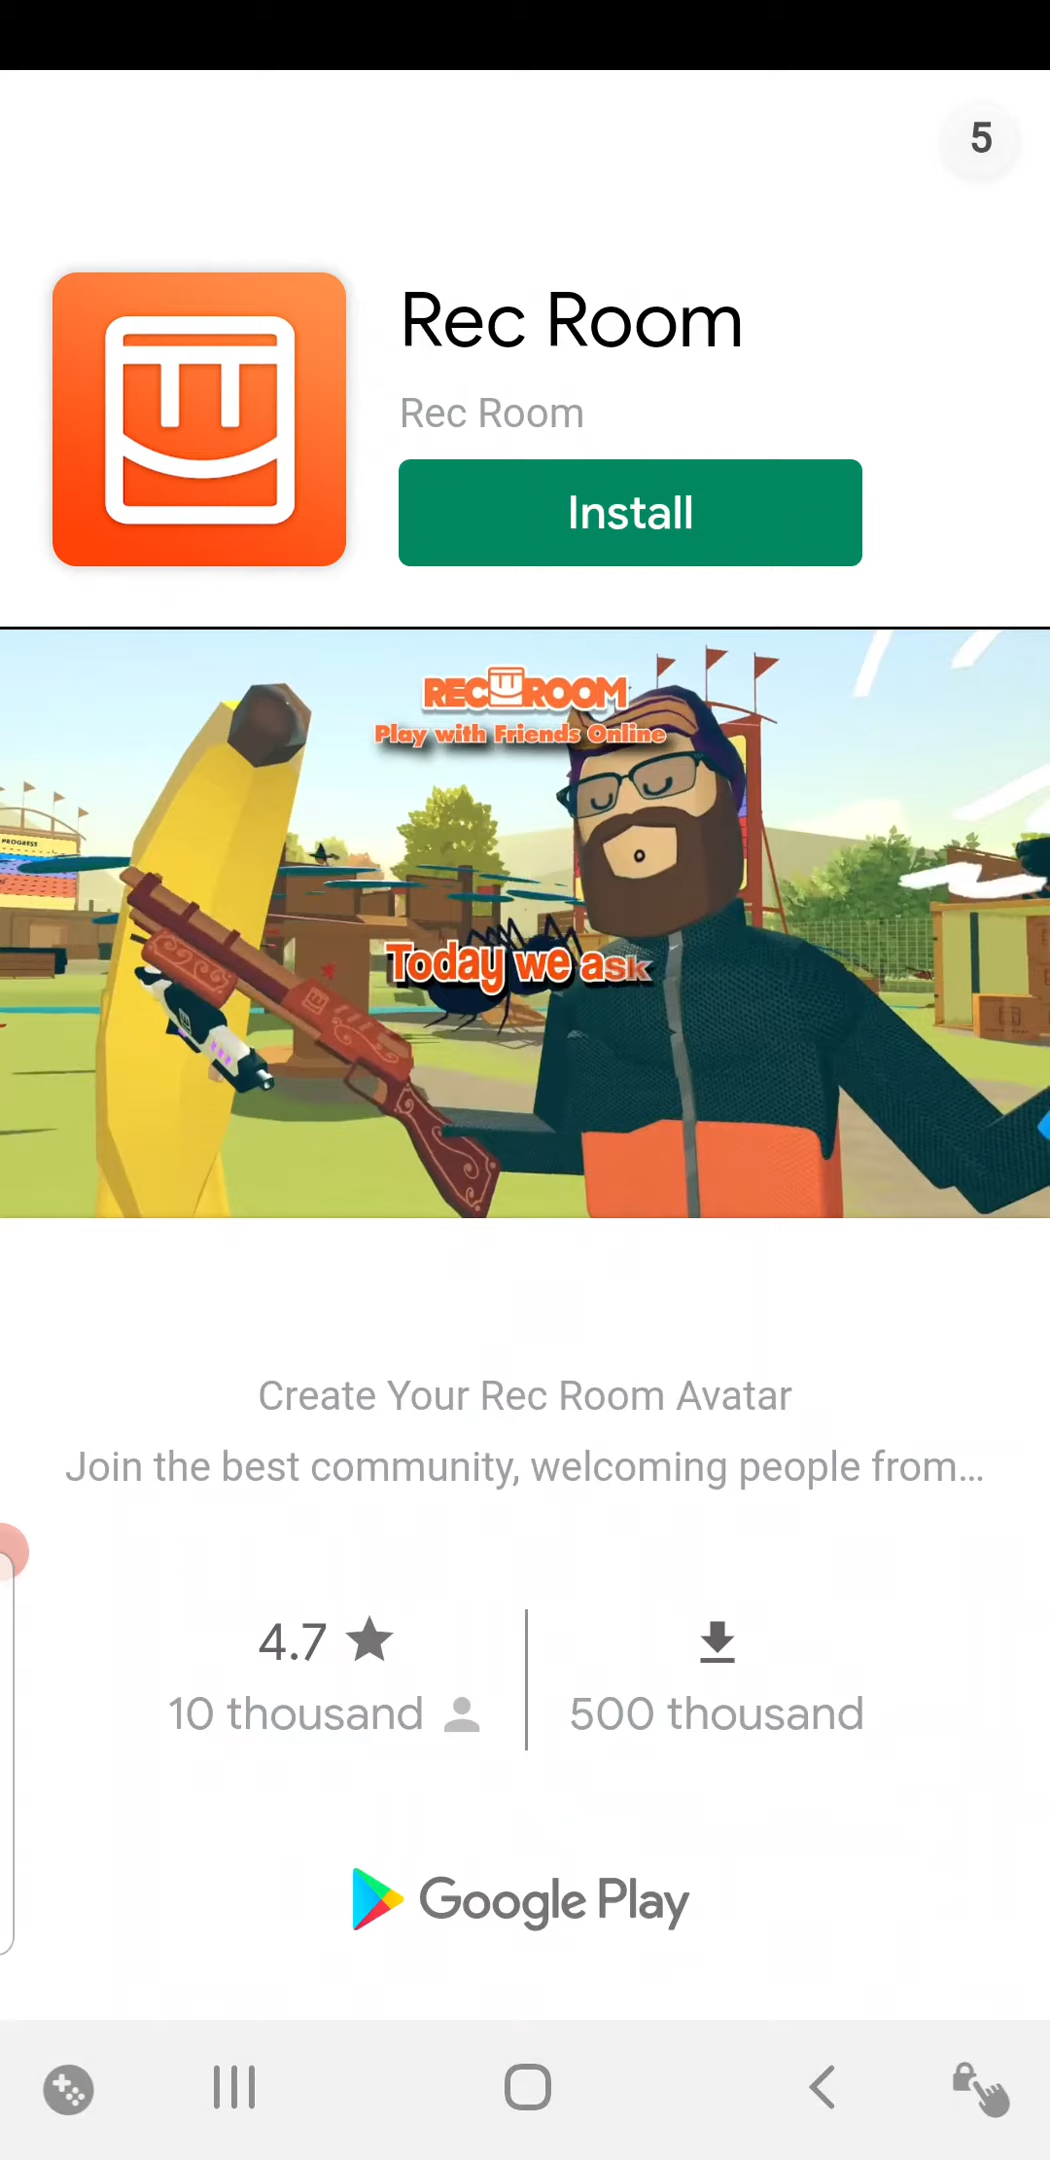 5
Rec Room
Rec Room
Install
REC ROOM
Play with Friends Online
PROGRESS
Today we ask
Create Your Rec Room Avatar
Join the best community, welcoming people from...
4.7
10 thousand
500 thousand
Google Play